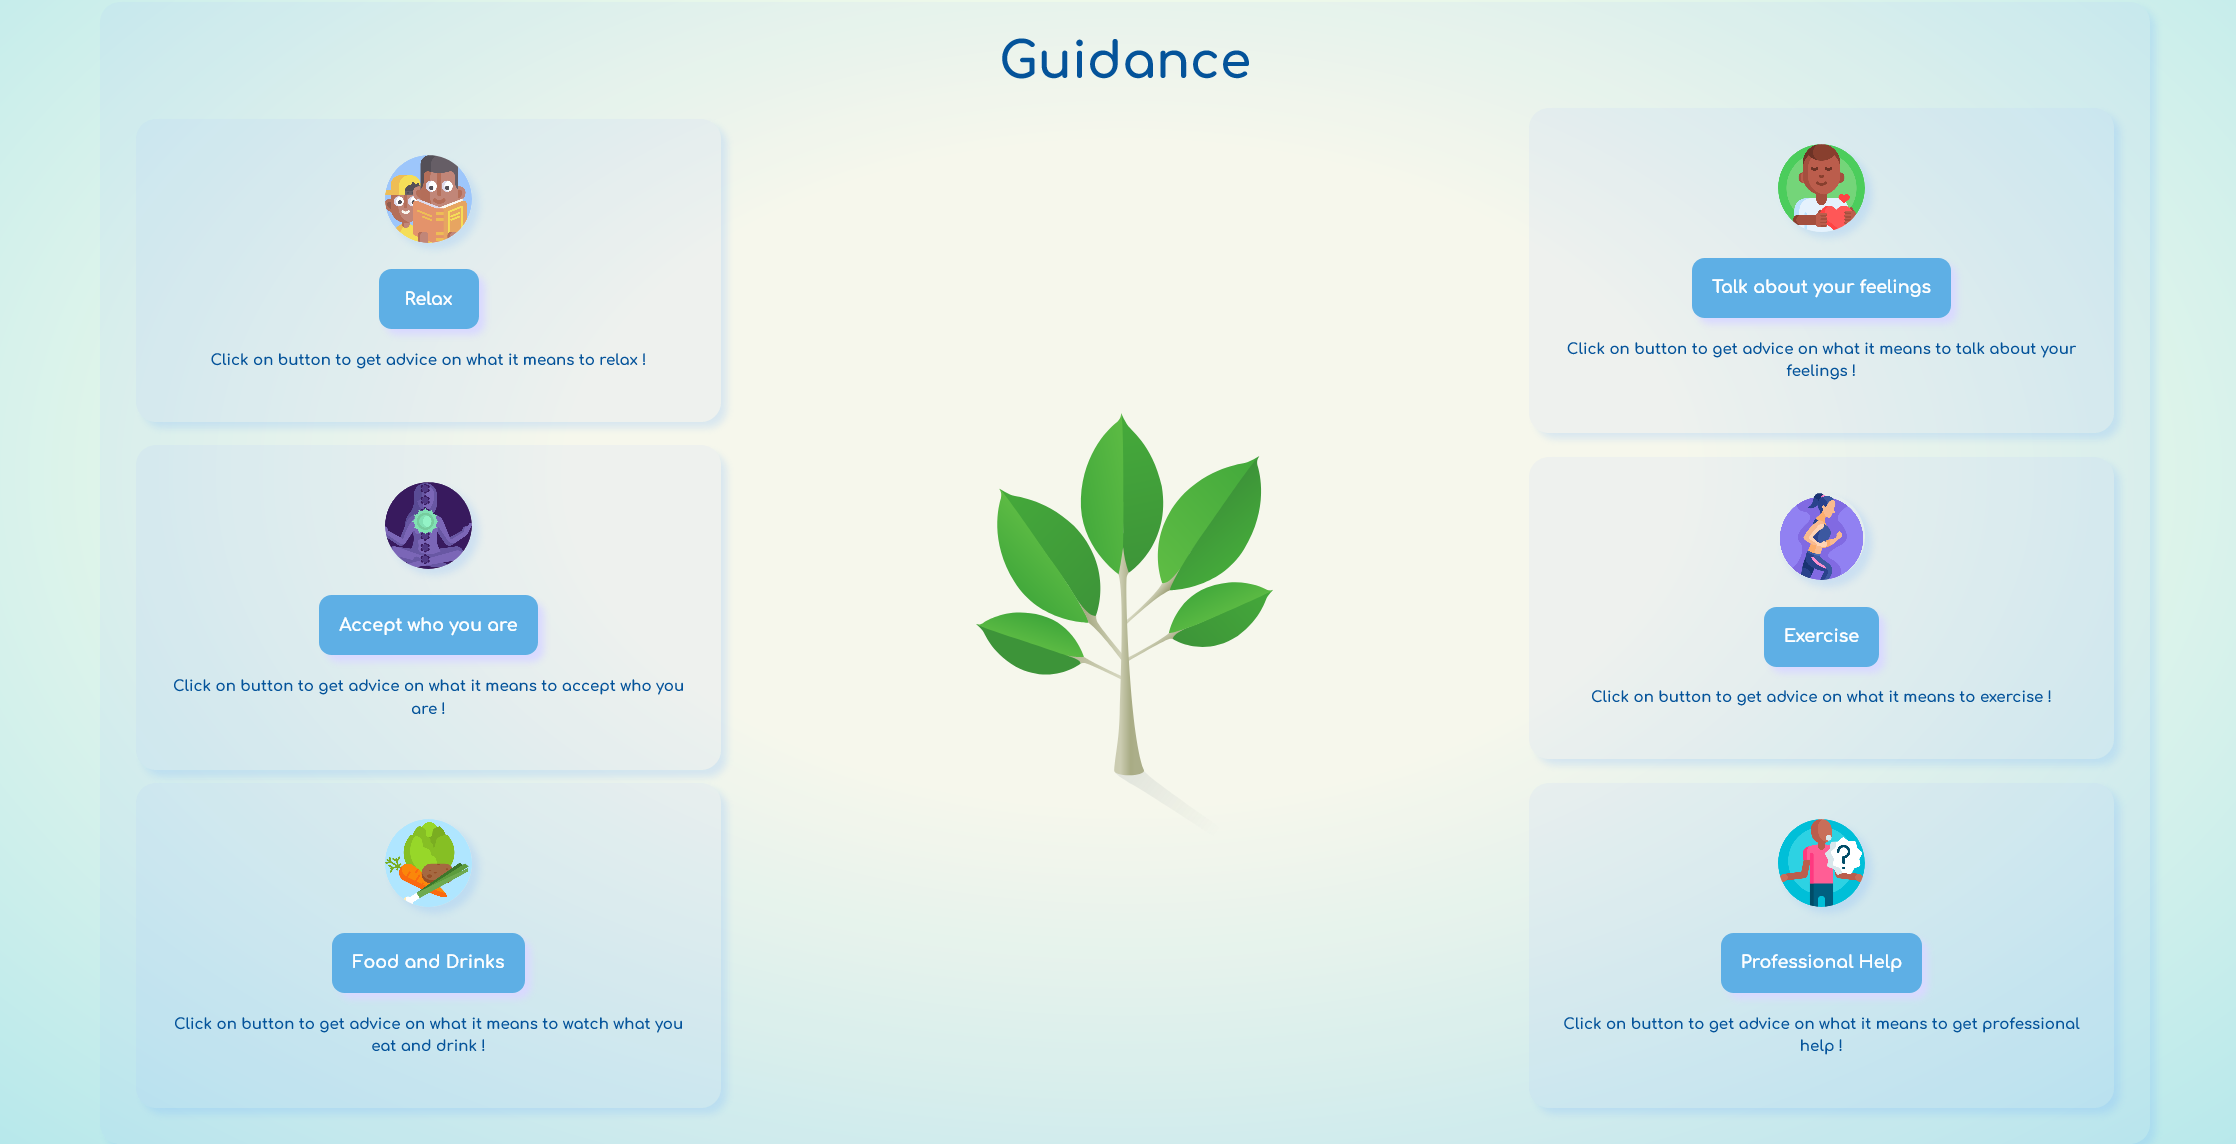 Guidance
Relax
Click on button to get advice on what it means to relax !
Accept who you are
Click on button to get advice on what it means to accept who you
are !
Food and Drinks
Click on button to get advice on what it means to watch what you
eat and drink !
Talk about your feelings
Click on button to get advice on what it means to talk about your
feelings !
Exercise
Click on button to get advice on what it means to exercise !
?
Professional Help
Click on button to get advice on what it means to get professional
help !